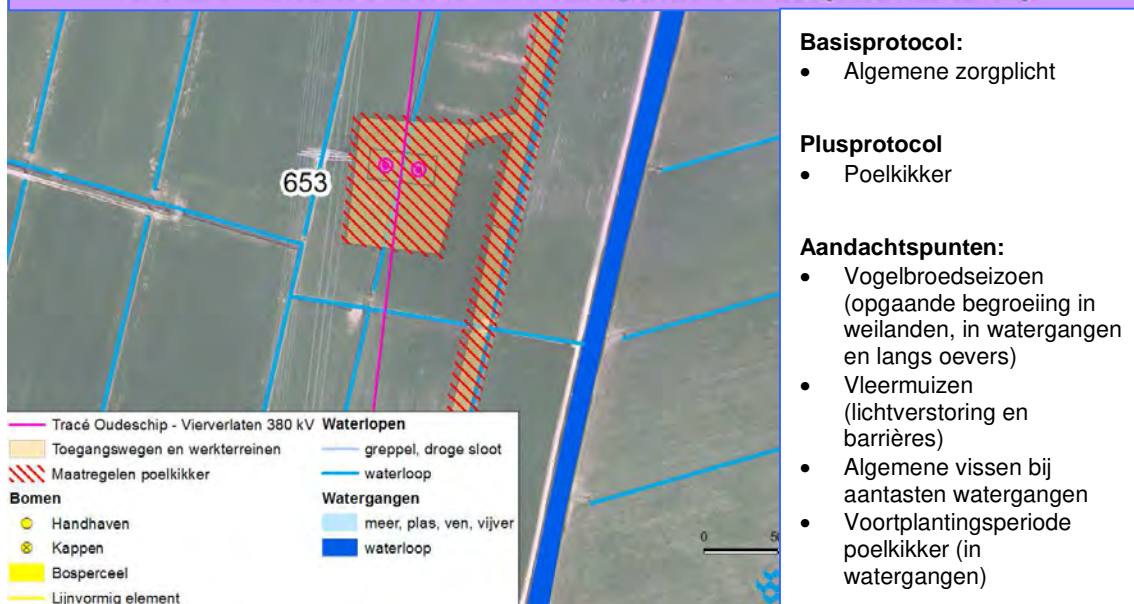 653
Tracé Oudeschip - Vierverlaten 380 kV
Toegangswegen en werkterreinen
Maatregelen poelkikker
Bomen
Handhaven
Kappen
Bosperceel
Lijnvormig element
Waterlopen
greppel, droge sloot
waterloop
Watergangen
meer, plas, ven, vijver
waterloop
0
Basisprotocol:
• Algemene zorgplicht
Plusprotocol
• Poelkikker
Aandachtspunten:
• Vogelbroedseizoen
(opgaande begroeiing in
weilanden, in watergangen
en langs oevers)
• Vleermuizen
(lichtverstoring en
barrières)
• Algemene vissen bij
aantasten watergangen
• Voortplantingsperiode
poelkikker (in
watergangen)